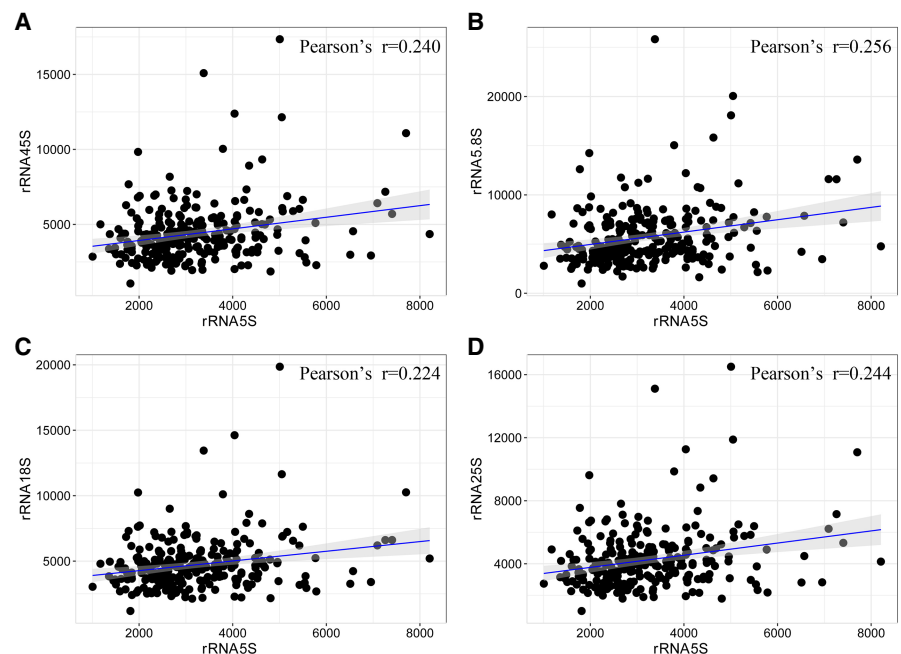 A
Pearson's r=0.240
15000
10000
5000
rRNA45S
2000 4000 6000 8000
rRNA5S
B
Pearson's r=0.256
20000
10000
0
rRNA5.8S
2000 4000 6000 8000
rRNA5S
C
Pearson's r=0.224
20000
15000
10000
5000
rRNA18S
2000 4000 6000 8000
rRNA5S
D
Pearson's r=0.244
16000
12000
8000
4000
rRNA25S
2000 4000 6000 8000
rRNA5S